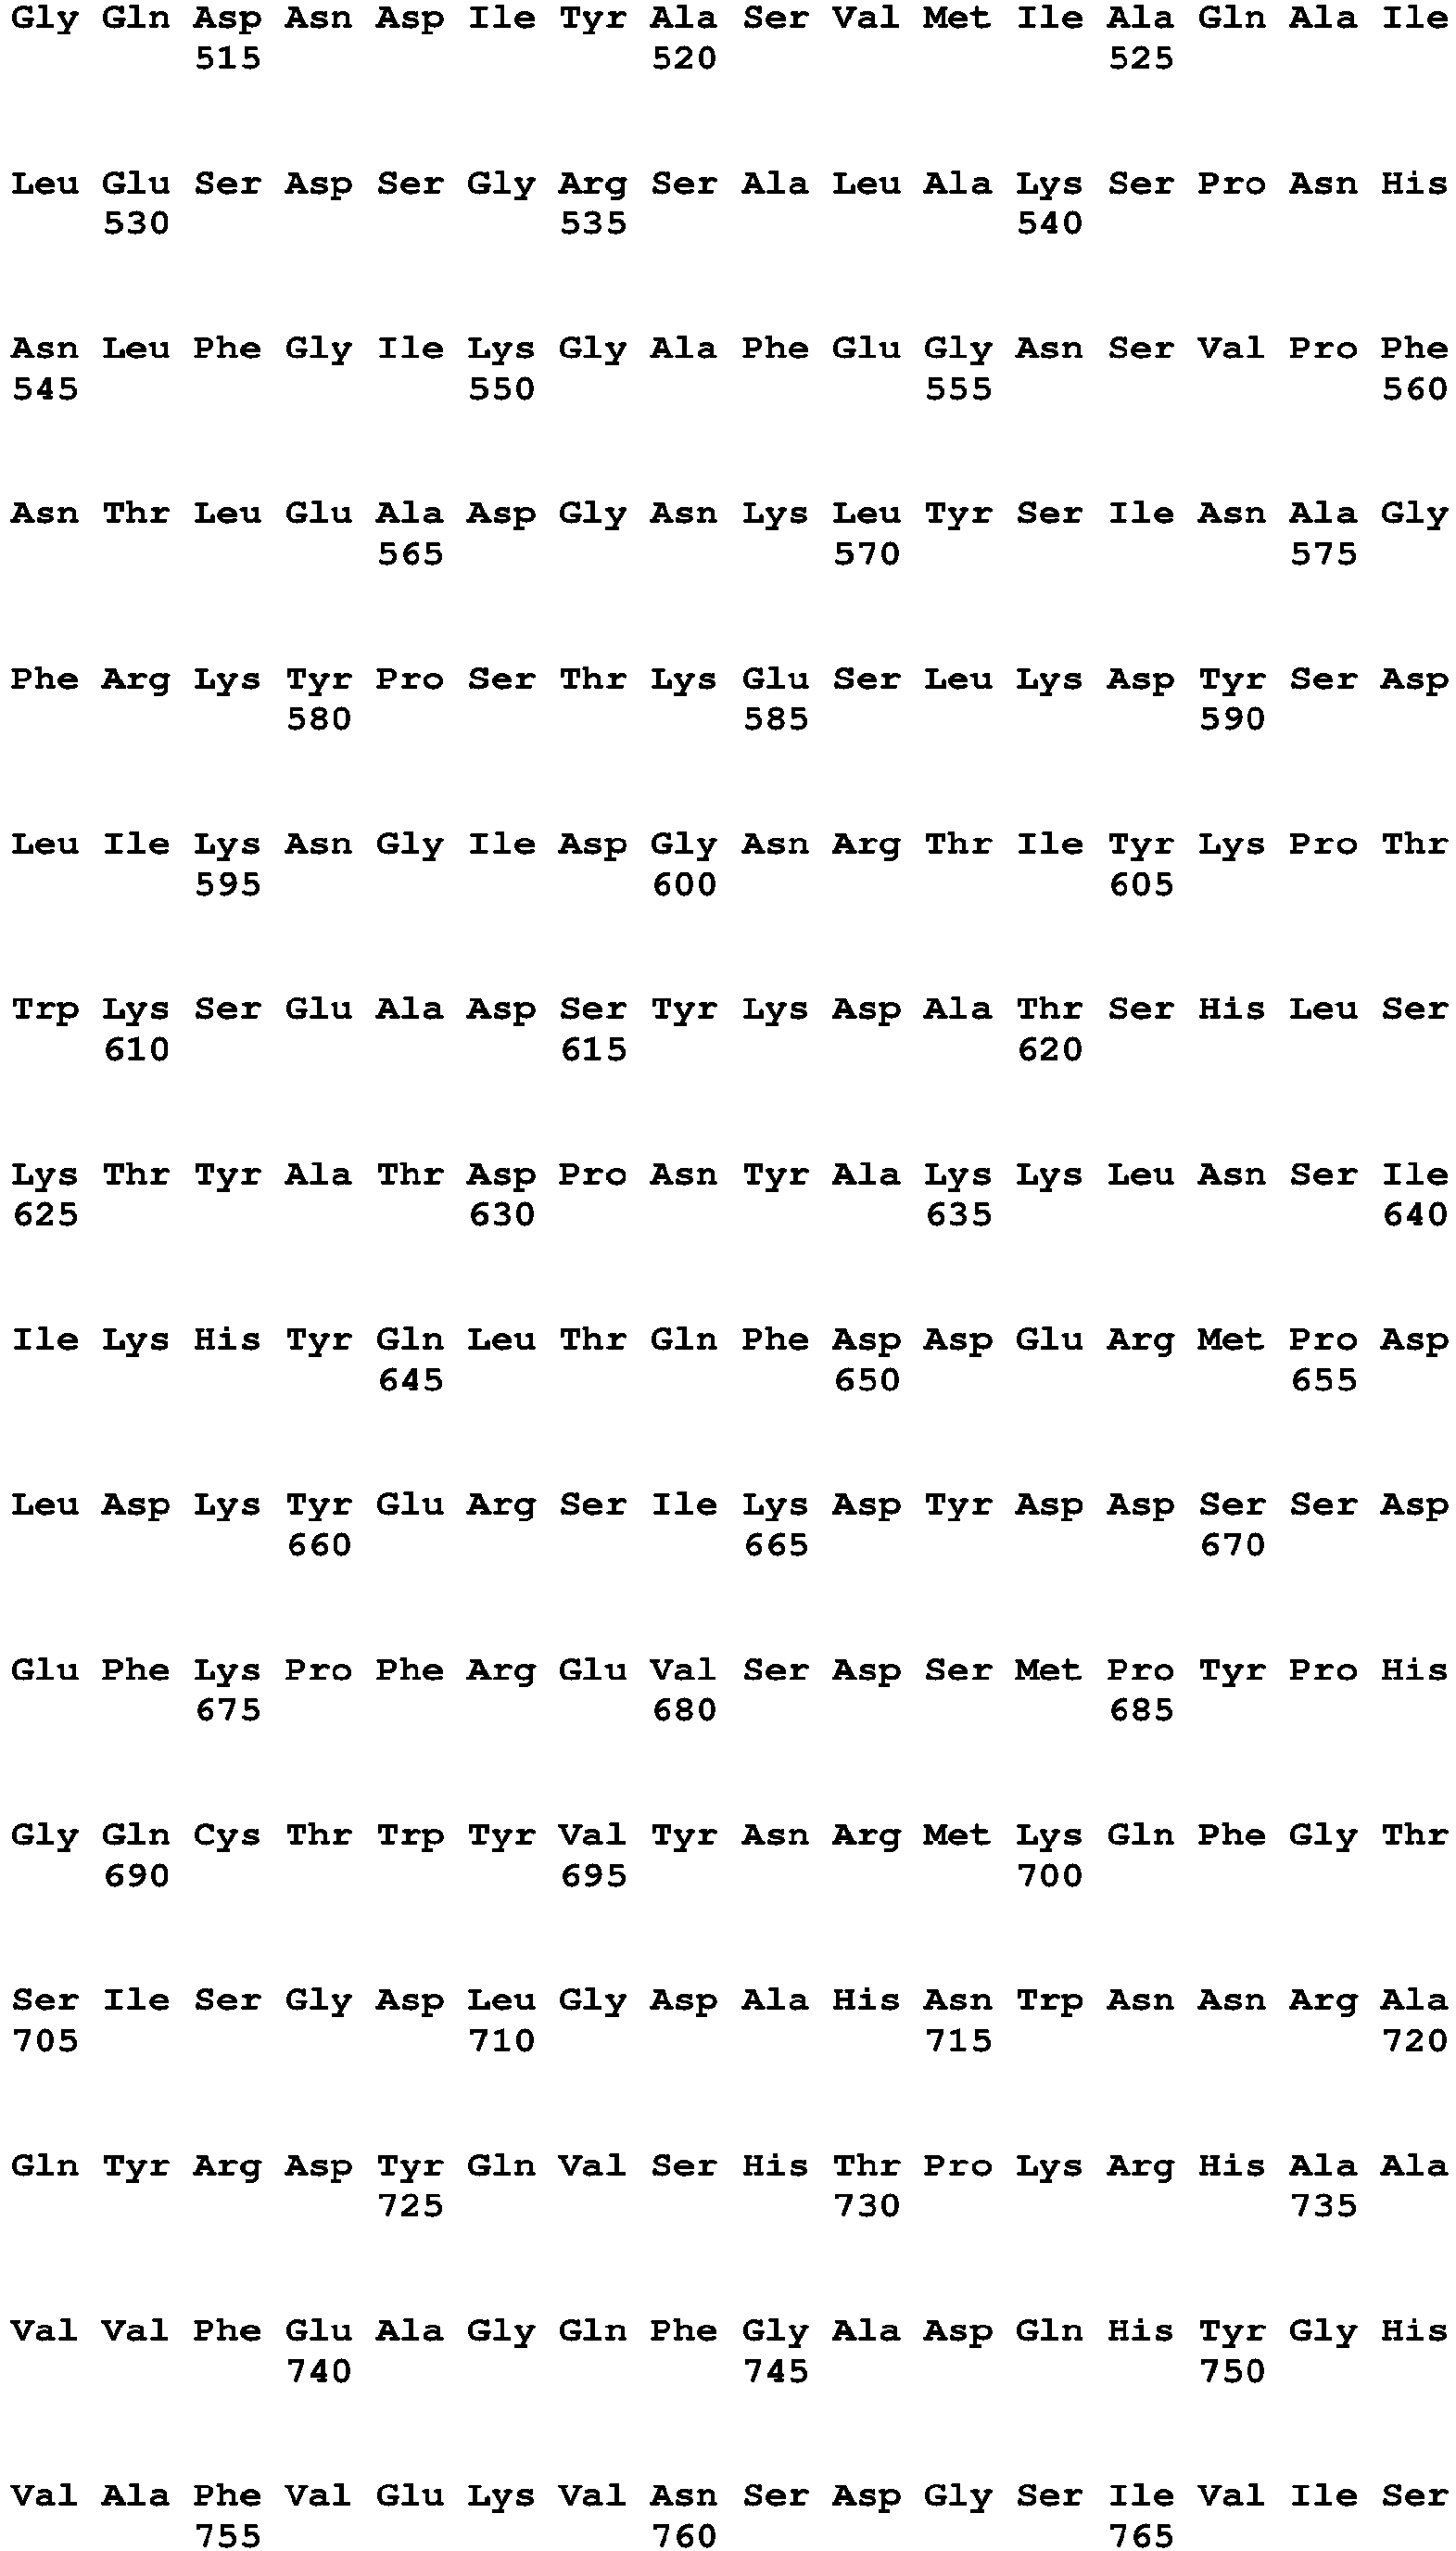 Gly Gln Asp Asn Asp Ile Tyr Ala Ser Val Met Ile Ala Gln Ala Ile
515 520 525
Leu Glu Ser Asp Ser Gly Arg Ser Ala Leu Ala Lys Ser Pro Asn His
530 535 540
Asn Leu Phe Gly Ile Lys Gly Ala Phe Glu Gly Asn Ser Val Pro Phe
545 550 555 560
Asn Thr Leu Glu Ala Asp Gly Asn Lys Leu Tyr Ser Ile Asn Ala Gly
565 570 575
Phe Arg Lys Tyr Pro Ser Thr Lys Glu Ser Leu Lys Asp Tyr Ser Asp
580 585 590
Leu Ile Lys Asn Gly Ile Asp Gly Asn Arg Thr Ile Tyr Lys Pro Thr
595 600 605
Trp Lys Ser Glu Ala Asp Ser Tyr Lys Asp Ala Thr Ser His Leu Ser
610 615 620
Lys Thr Tyr Ala Thr Asp Pro Asn Tyr Ala Lys Lys Leu Asn Ser Ile
625 630 635 640
Ile Lys His Tyr Gln Leu Thr Gln Phe Asp Asp Glu Arg Met Pro Asp
645 650 655
Leu Asp Lys Tyr Glu Arg Ser Ile Lys Asp Tyr Asp Asp Ser Ser Asp
660 665 670
Glu Phe Lys Pro Phe Arg Glu Val Ser Asp Ser Met Pro Tyr Pro His
675 680 685
Gly Gln Cys Thr Trp Tyr Val Tyr Asn Arg Met Lys Gln Phe Gly Thr
690 695 700
Ser Ile Ser Gly Asp Leu Gly Asp Ala His Asn Trp Asn Asn Arg Ala
705 710 715 720
Gln Tyr Arg Asp Tyr Gln Val Ser His Thr Pro Lys Arg His Ala Ala
725 730 735
Val Val Phe Glu Ala Gly Gln Phe Gly Ala Asp Gln His Tyr Gly His
740 745 750
Val Ala Phe Val Glu Lys Val Asn Ser Asp Gly Ser Ile Val Ile Ser
755 760 765